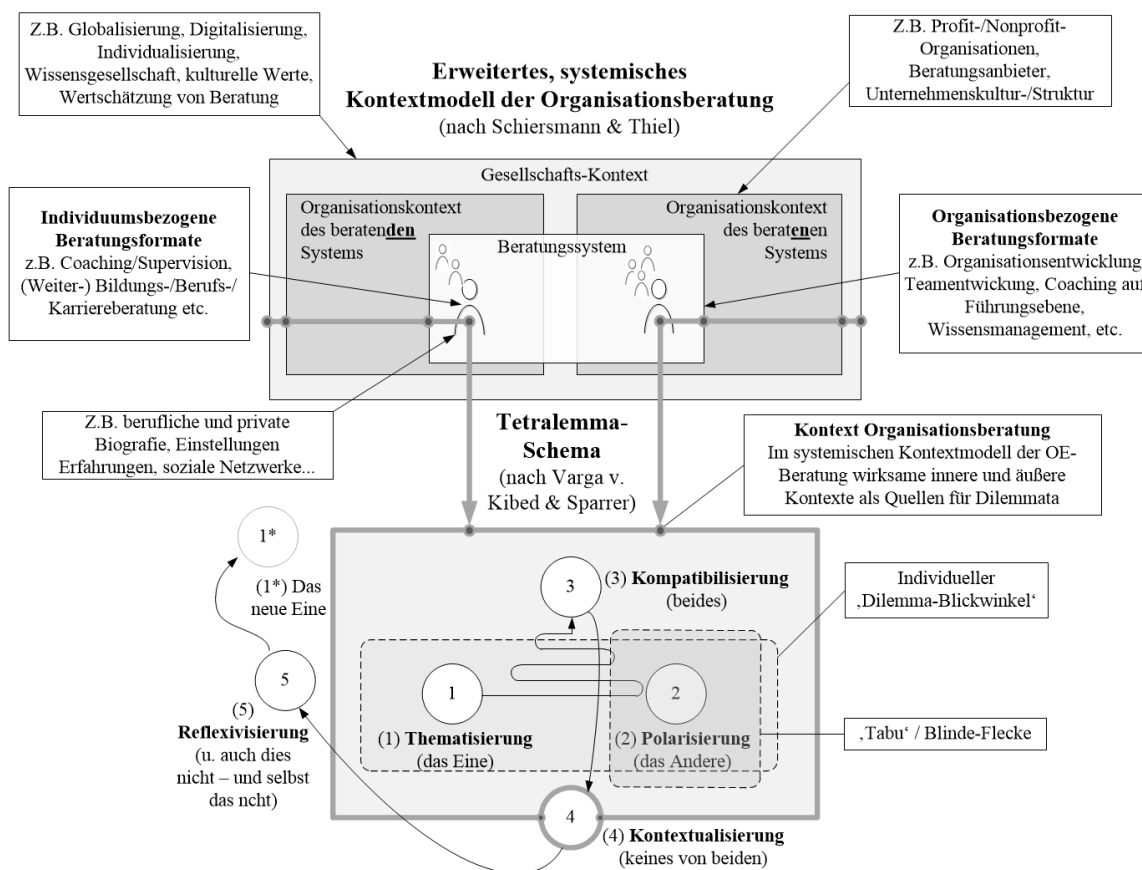 Z.B. Globalisierung, Digitalisierung,
Individualisierung,
Wissensgesellschaft, kulturelle Werte,
Wertschätzung von Beratung
Erweitertes, systemisches
Kontextmodell der Organisationsberatung
(nach Schiersmann & Thiel)
Z.B. Profit-/Nonprofit-
Organisationen,
Beratungsanbieter,
Unternehmenskultur-/Struktur
Gesellschafts-Kontext
Individuumsbezogene
Beratungsformate
z.B. Coaching/Supervision,
(Weiter-) Bildungs-/Berufs-/
Karriereberatung etc.
Organisationskontext
des beratenden
Systems
Organisationskontext
des beratenen
Systems
Beratungssystem
Organisationsbezogene
Beratungsformate
z.B. Organisationsentwicklung,
Teamentwickung, Coaching auf
Führungsebene,
Wissensmanagement, etc.
Z.B. berufliche und private
Biografie, Einstellungen
Erfahrungen, soziale Netzwerke...
Tetralemma-
Schema
(nach Varga v.
Kibed & Sparrer)
Kontext Organisationsberatung
Im systemischen Kontextmodell der OE-
Beratung wirksame innere und äußere
Kontexte als Quellen für Dilemmata
1*
(1*) Das
neue Eine
3
(3) Kompatibilisierung
(beides)
Individueller
‚Dilemma-Blickwinkel‘
5
(5)
Reflexivisierung
(u. auch dies
nicht – und selbst
das ncht)
1
(1) Thematisierung
(das Eine)
2
(2) Polarisierung
(das Andere)
‚Tabu‘ / Blinde-Flecke
4
(4) Kontextualisierung
(keines von beiden)